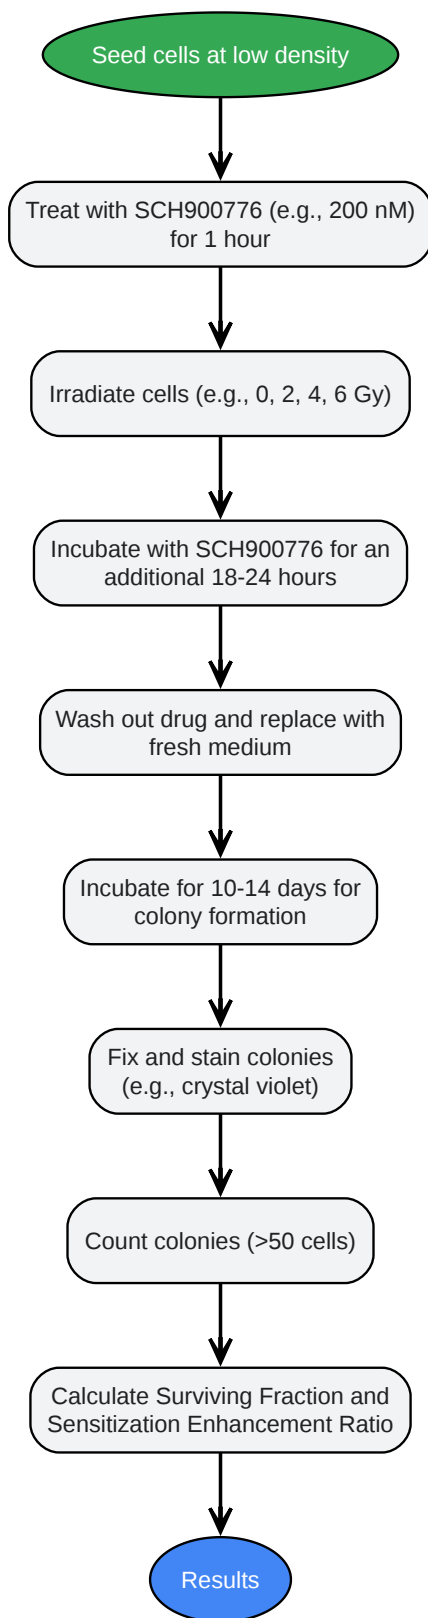 Seed cells at low density
Treat with SCH900776 (e.g., 200 nM)
for 1 hour
Irradiate cells (e.g., 0, 2, 4, 6 Gy)
Incubate with SCH900776 for an
additional 18-24 hours
Wash out drug and replace with
fresh medium
Incubate for 10-14 days for
colony formation
Fix and stain colonies
(e.g., crystal violet)
Count colonies (>50 cells)
Calculate Surviving Fraction and
Sensitization Enhancement Ratio
Results